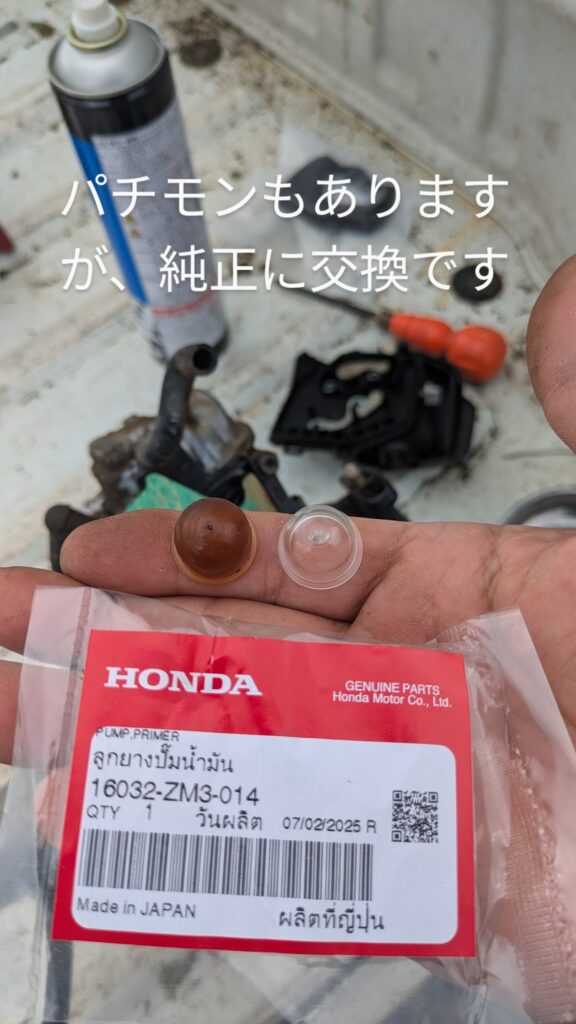 パチモンもあります
が、純正に交換です
HONDA
GENUINE PARTS
Honda Motor Co., Ltd.
PUMP,PRIMER
ลูกยางปั๊มน้ำมัน
16032-ZM3-014
QTY 1 วันผลิต 07/02/2025 R
Made in JAPAN ผลิตที่ญี่ปุ่น